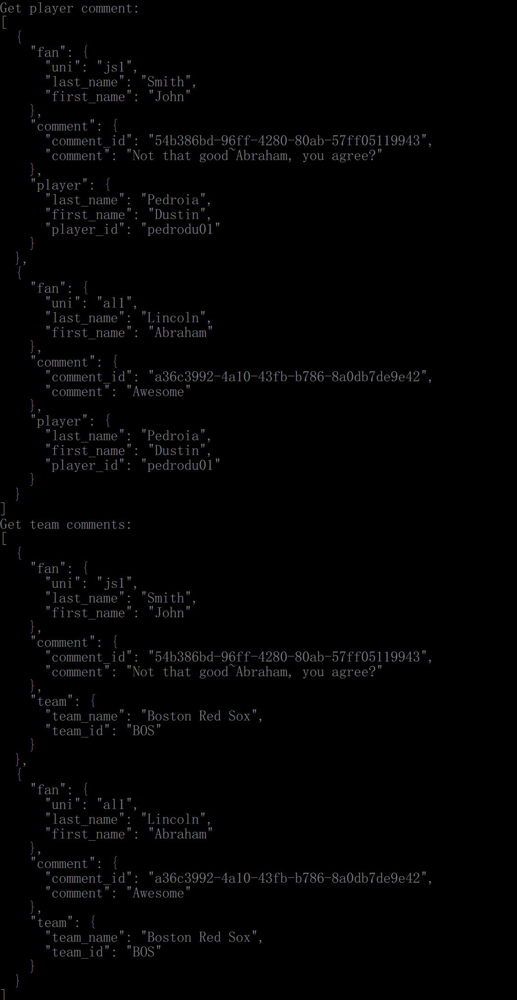 Get player comment:
[
  {
    "fan": {
      "uni": "js1",
      "last_name": "Smith",
      "first_name": "John"
    },
    "comment": {
      "comment_id": "54b386bd-96ff-4280-80ab-57ff05119943",
      "comment": "Not that good~Abraham, you agree?"
    },
    "player": {
      "last_name": "Pedroia",
      "first_name": "Dustin",
      "player_id": "pedrodu01"
    }
  },
  {
    "fan": {
      "uni": "al1",
      "last_name": "Lincoln",
      "first_name": "Abraham"
    },
    "comment": {
      "comment_id": "a36c3992-4a10-43fb-b786-8a0db7de9e42",
      "comment": "Awesome"
    },
    "player": {
      "last_name": "Pedroia",
      "first_name": "Dustin",
      "player_id": "pedrodu01"
    }
  }
]
Get team comments:
[
  {
    "fan": {
      "uni": "js1",
      "last_name": "Smith",
      "first_name": "John"
    },
    "comment": {
      "comment_id": "54b386bd-96ff-4280-80ab-57ff05119943",
      "comment": "Not that good~Abraham, you agree?"
    },
    "team": {
      "team_name": "Boston Red Sox",
      "team_id": "BOS"
    }
  },
  {
    "fan": {
      "uni": "al1",
      "last_name": "Lincoln",
      "first_name": "Abraham"
    },
    "comment": {
      "comment_id": "a36c3992-4a10-43fb-b786-8a0db7de9e42",
      "comment": "Awesome"
    },
    "team": {
      "team_name": "Boston Red Sox",
      "team_id": "BOS"
    }
  }
]